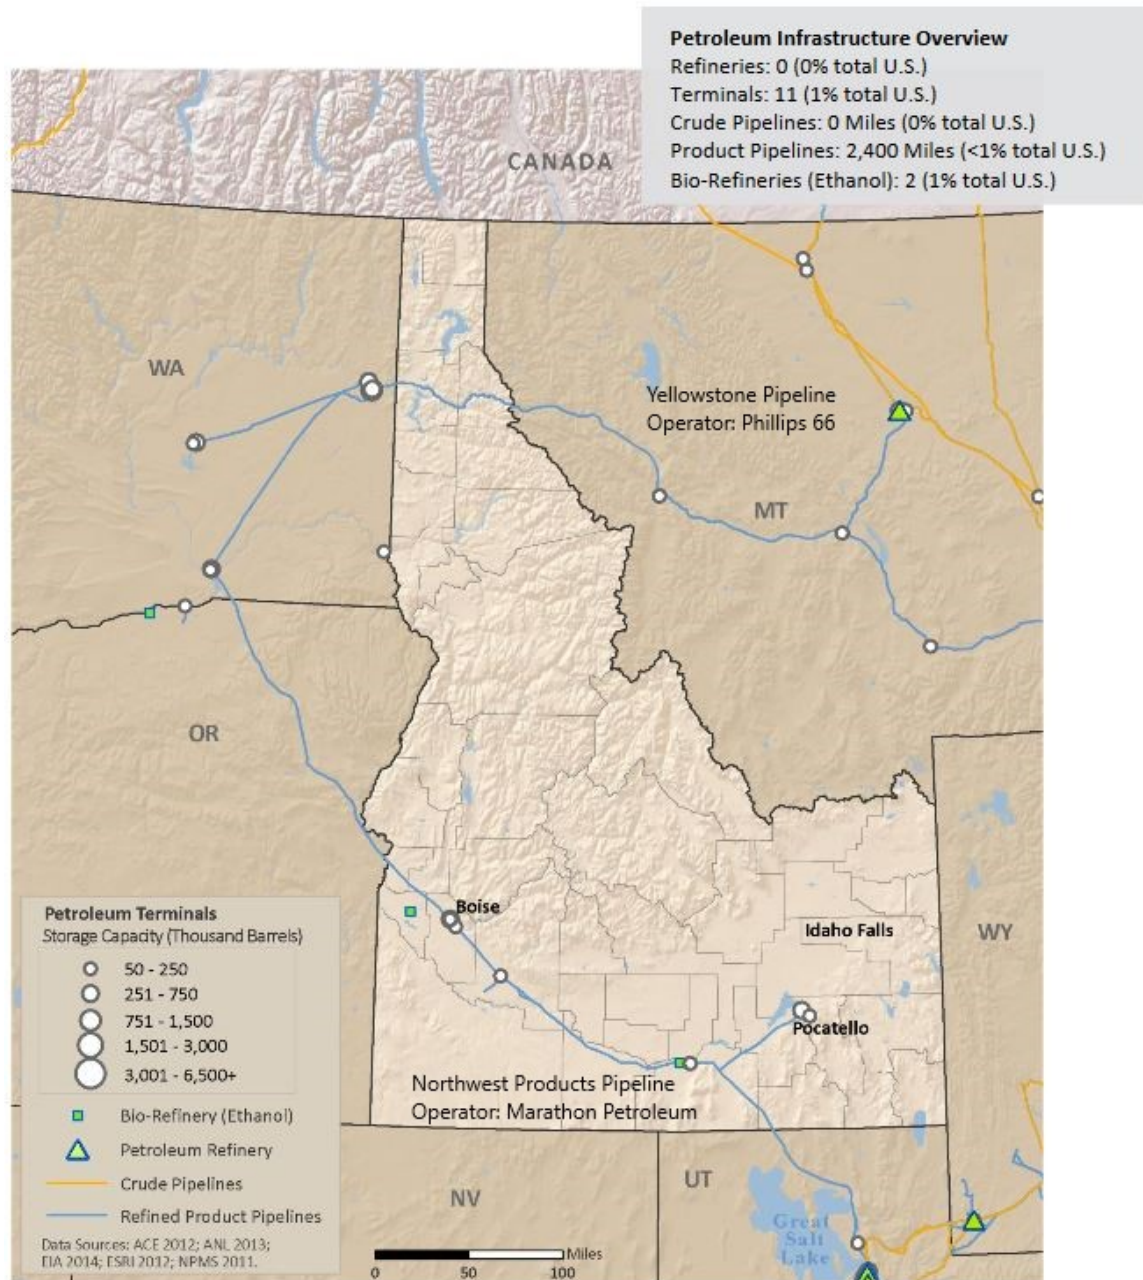 Petroleum Infrastructure Overview
Refineries: 0 (0% total U.S.)
Terminals: 11 (1% total U.S.)
Crude Pipelines: 0 Miles (0% total U.S.)
Product Pipelines: 2,400 Miles (<1% total U.S.)
Bio-Refineries (Ethanol): 2 (1% total U.S.)
CANADA
WA
Yellowstone Pipeline
Operator: Phillips 66
MT
OR
Boise
Idaho Falls
WY
Pocatello
Northwest Products Pipeline
Operator: Marathon Petroleum
NV
UT
Great
Salt
Lake
Petroleum Terminals
Storage Capacity (Thousand Barrels)
50 - 250
251 - 750
751 - 1,500
1,501 - 3,000
3,001 - 6,500+
Bio-Refinery (Ethanol)
Petroleum Refinery
Crude Pipelines
Refined Product Pipelines
Data Sources: ACE 2012; ANL 2013;
EIA 2014; ESRI 2012; NPMS 2011.
Miles
0 50 100